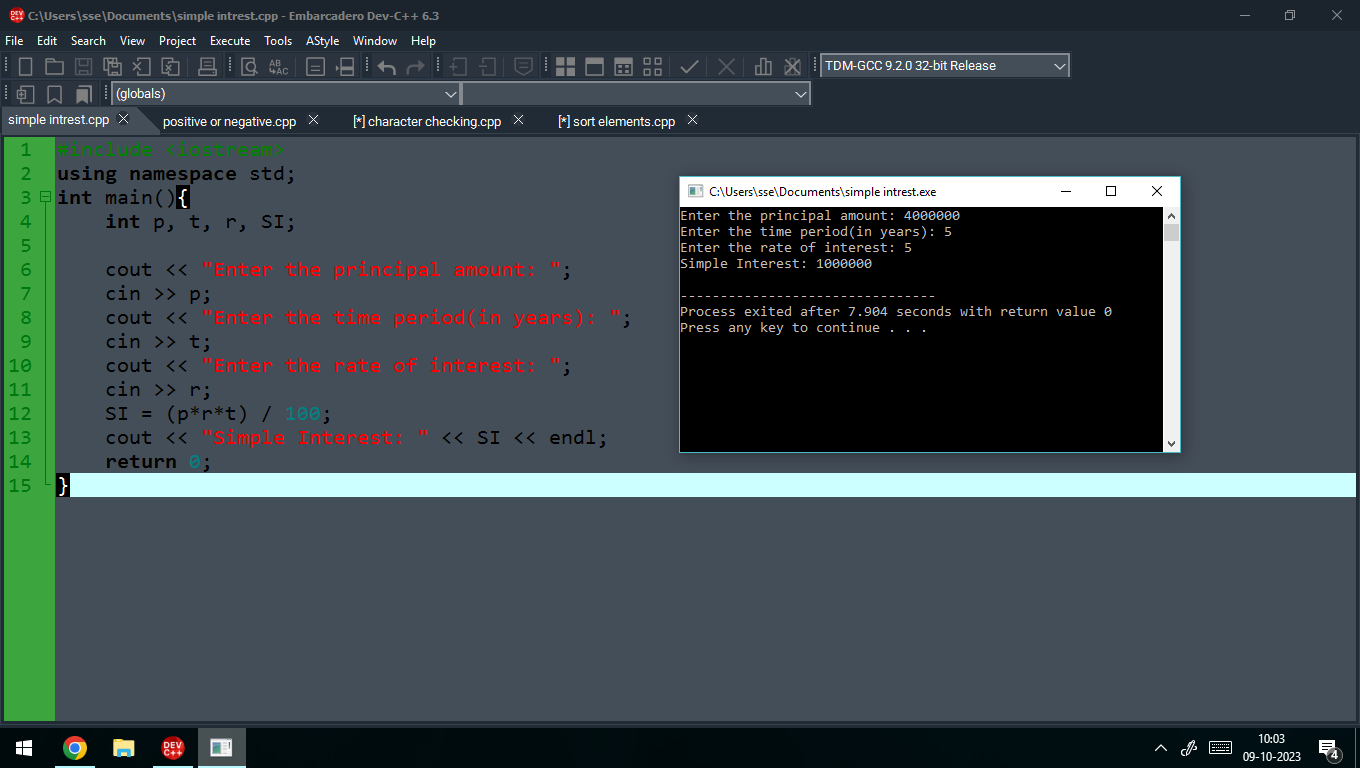 C:\Users\sse\Documents\simple intrest.cpp - Embarcadero Dev-C++ 6.3
File Edit Search View Project Execute Tools AStyle Window Help
TDM-GCC 9.2.0 32-bit Release
(globals)
simple intrest.cpp positive or negative.cpp [*] character checking.cpp [*] sort elements.cpp
1 #include <iostream>
2 using namespace std;
3 int main(){
4 int p, t, r, SI;
5
6 cout << "Enter the principal amount: ";
7 cin >> p;
8 cout << "Enter the time period(in years): ";
9 cin >> t;
10 cout << "Enter the rate of interest: ";
11 cin >> r;
12 SI = (p*r*t) / 100;
13 cout << "Simple Interest: " << SI << endl;
14 return 0;
15 }
C:\Users\sse\Documents\simple intrest.exe
Enter the principal amount: 4000000
Enter the time period(in years): 5
Enter the rate of interest: 5
Simple Interest: 1000000
--------------------------------
Process exited after 7.904 seconds with return value 0
Press any key to continue . . .
DEV C++
10:03
09-10-2023
4